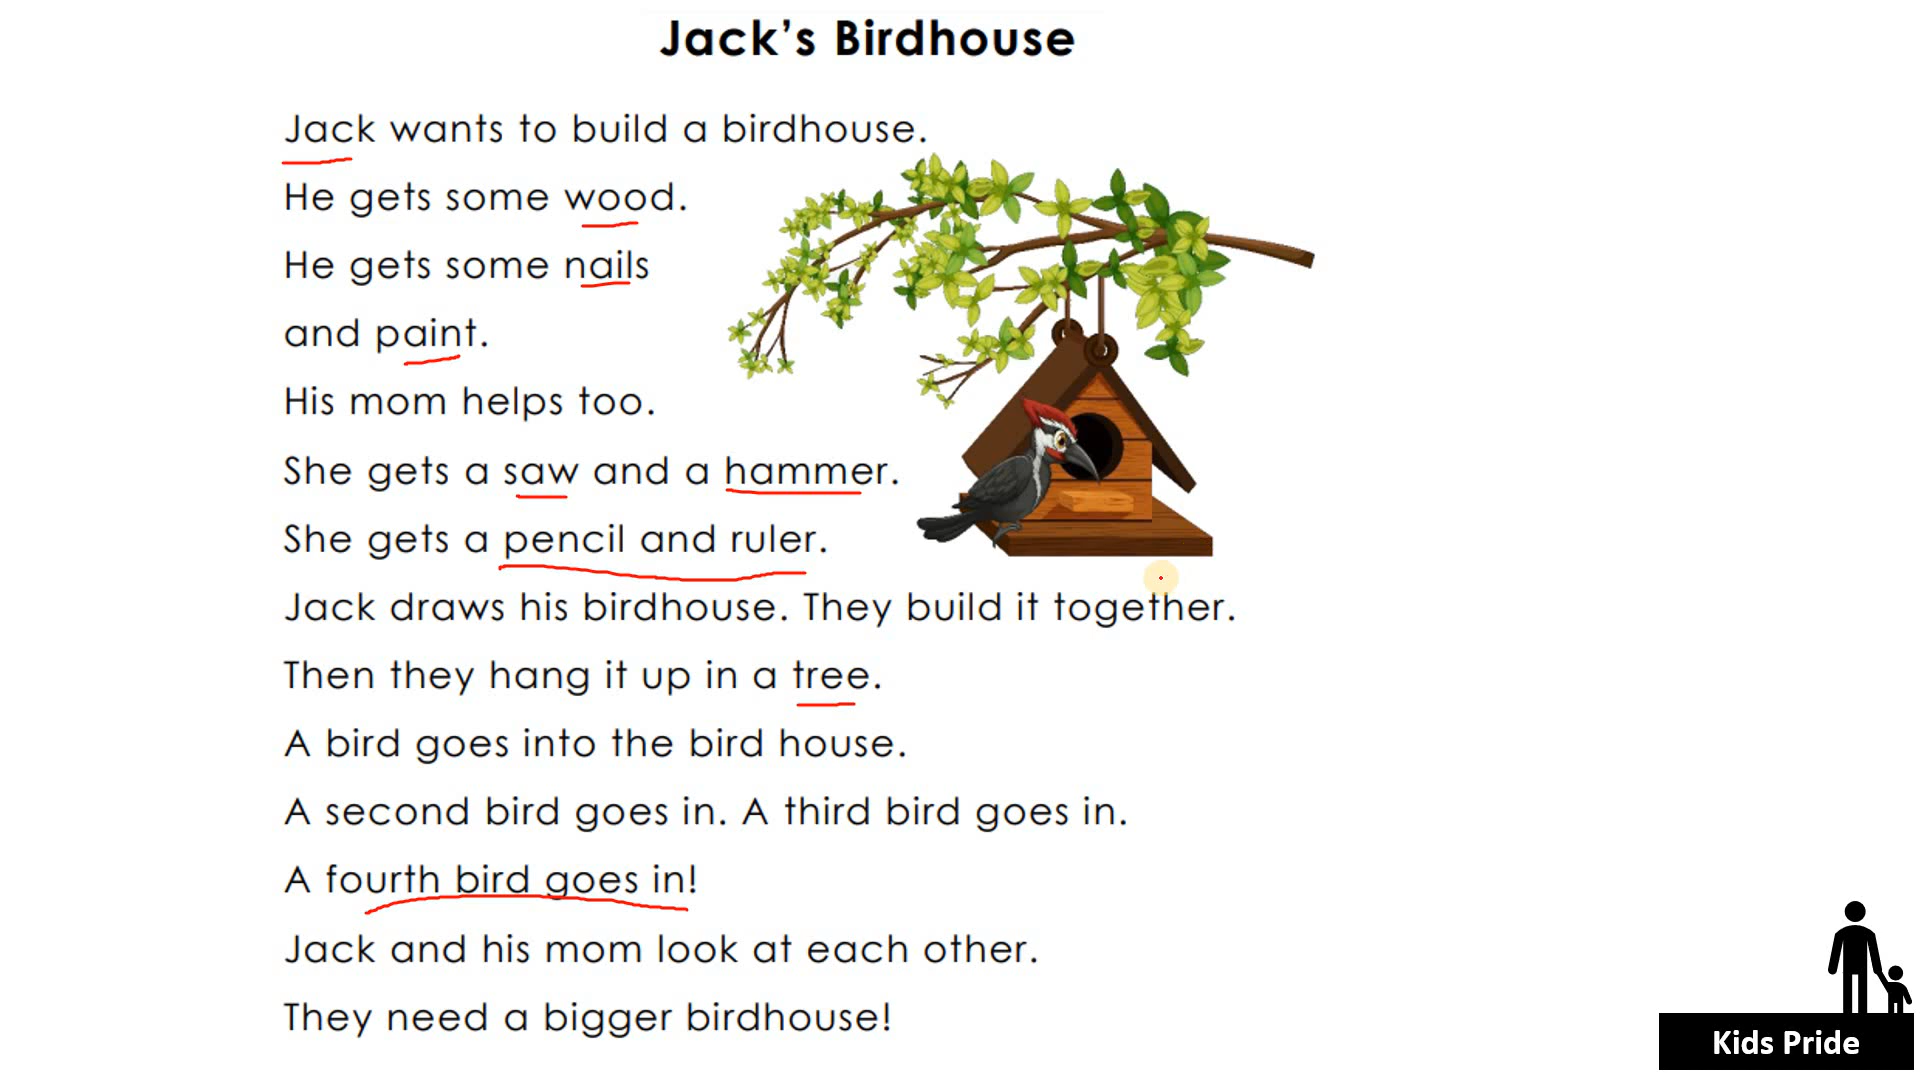 Jack’s Birdhouse
Jack wants to build a birdhouse.
He gets some wood.
He gets some nails
and paint.
His mom helps too.
She gets a saw and a hammer.
She gets a pencil and ruler.
Jack draws his birdhouse. They build it together.
Then they hang it up in a tree.
A bird goes into the bird house.
A second bird goes in. A third bird goes in.
A fourth bird goes in!
Jack and his mom look at each other.
They need a bigger birdhouse!
Kids Pride